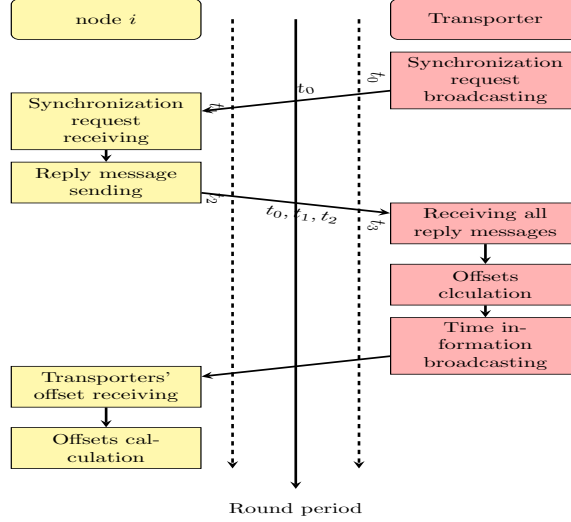 node i
Transporter
Synchronization
request
broadcasting
t0
t0
Synchronization
request
receiving
t1
Reply message
sending
t2
t0, t1, t2
t3
Receiving all
reply messages
Offsets
clculation
Time in-
formation
broadcasting
Transporters'
offset receiving
Offsets cal-
culation
Round period